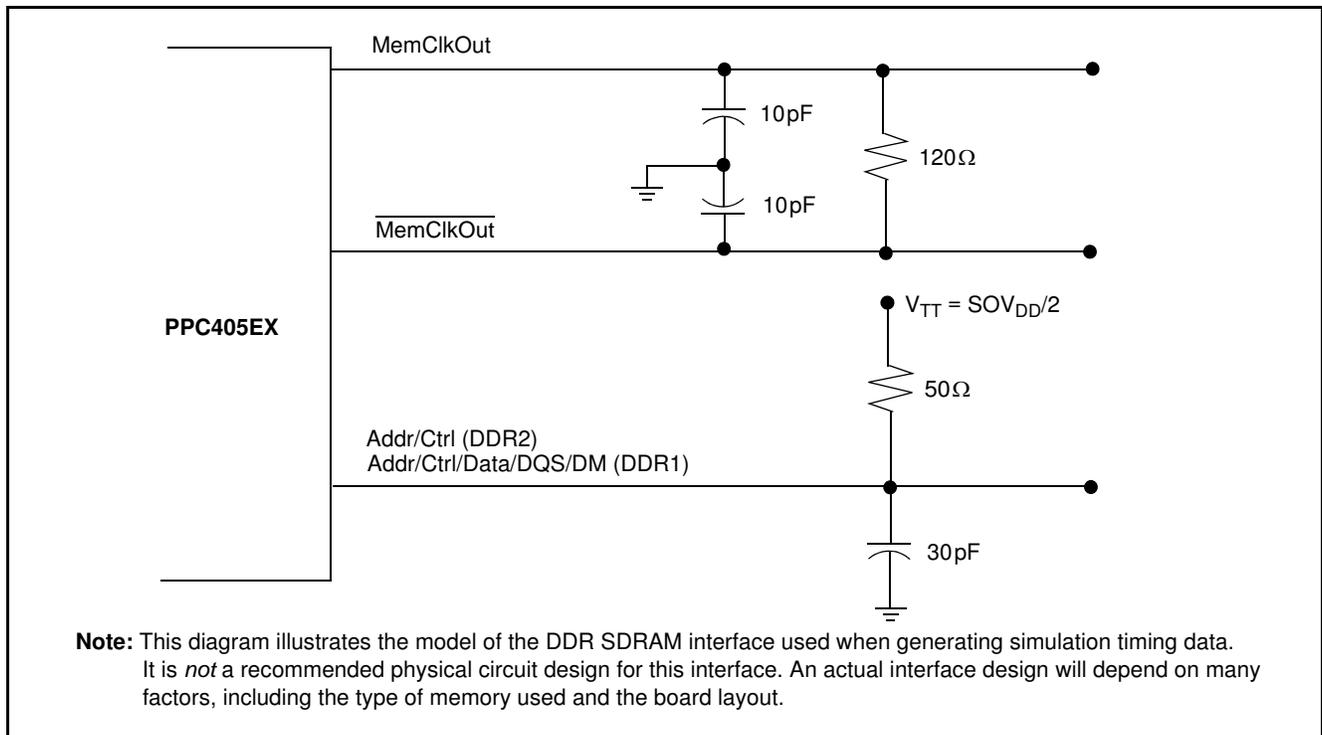 MemClkOut
10pF
120Ω
10pF
MemClkOut
V_TT = SOV_DD/2
PPC405EX
50Ω
Addr/Ctrl (DDR2)
Addr/Ctrl/Data/DQS/DM (DDR1)
30pF
Note: This diagram illustrates the model of the DDR SDRAM interface used when generating simulation timing data.
It is not a recommended physical circuit design for this interface. An actual interface design will depend on many
factors, including the type of memory used and the board layout.